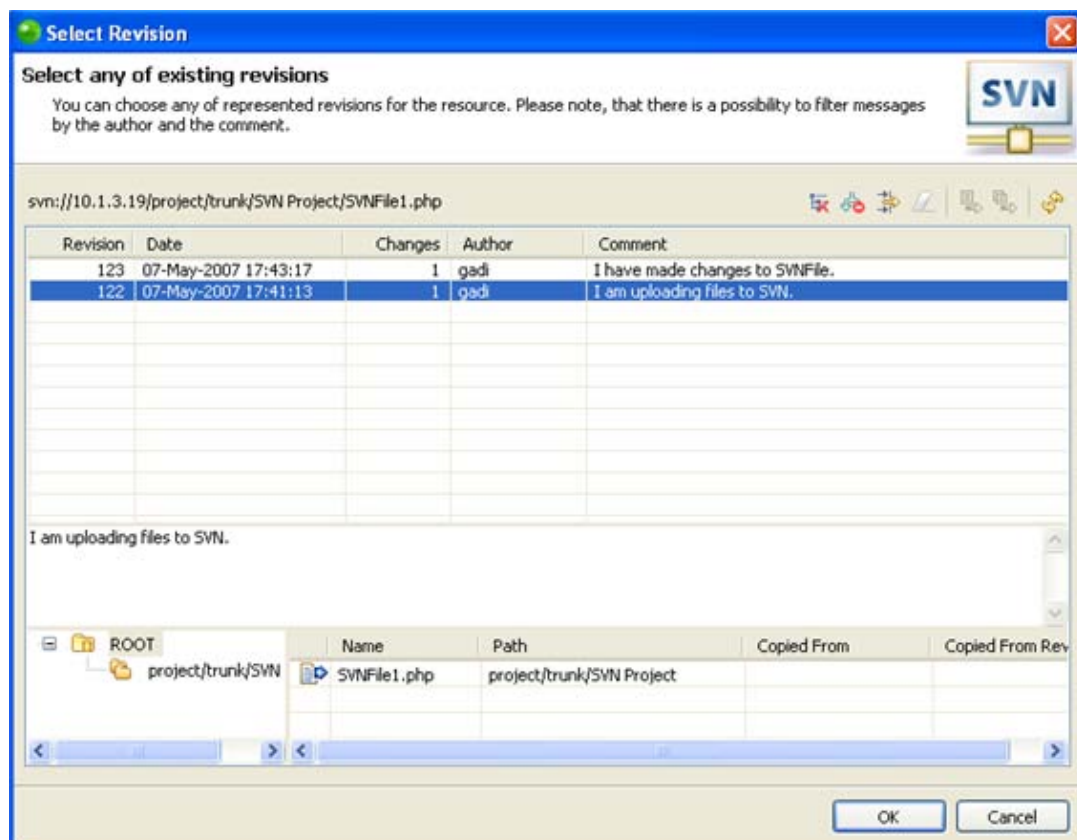 Select Revision
Select any of existing revisions
You can choose any of represented revisions for the resource. Please note, that there is a possibility to filter messages
by the author and the comment.
SVN
svn://10.1.3.19/project/trunk/SVN Project/SVNFile1.php
Revision Date Changes Author Comment
123 07-May-2007 17:43:17 1 gadi I have made changes to SVNFile.
122 07-May-2007 17:41:13 1 gadi I am uploading files to SVN.
I am uploading files to SVN.
ROOT Name Path Copied From Copied From Rev
project/trunk/SVN SVNFile1.php project/trunk/SVN Project
OK Cancel